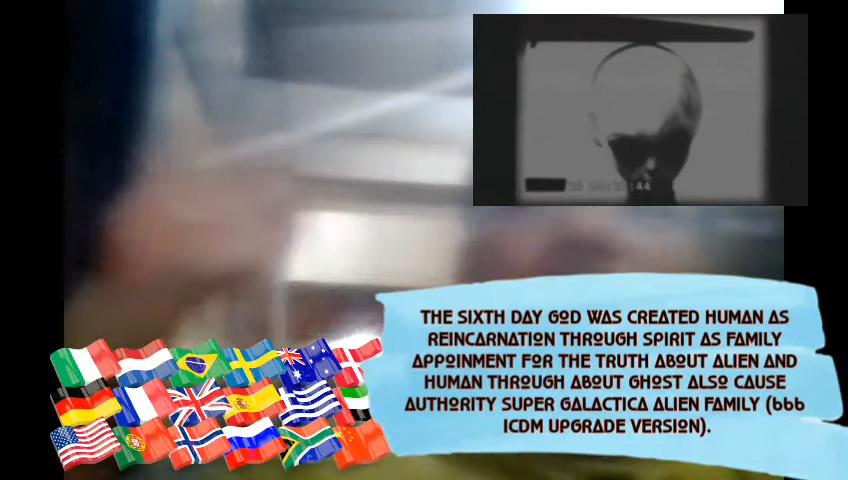 THE SIXTH DAY GOD WAS CREATED HUMAN AS
REINCARNATION THROUGH SPIRIT AS FAMILY
APPOINMENT FOR THE TRUTH ABOUT ALIEN AND
HUMAN THROUGH ABOUT GHOST ALSO CAUSE
AUTHORITY SUPER GALACTICA ALIEN FAMILY (666
ICDM UPGRADE VERSION).